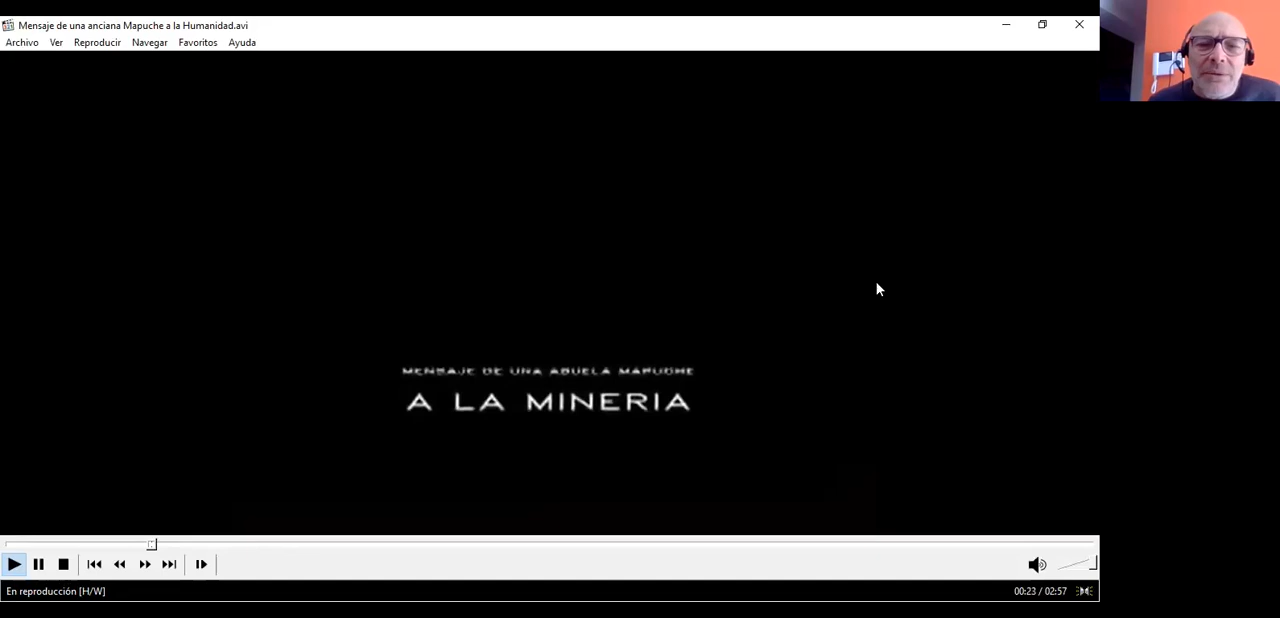 Mensaje de una anciana Mapuche a la Humanidad.avi
Archivo Ver Reproducir Navegar Favoritos Ayuda
MENSAJE DE UNA ABUELA MAPUCHE
A LA MINERIA
En reproducción [H/W]
00:23 / 02:57